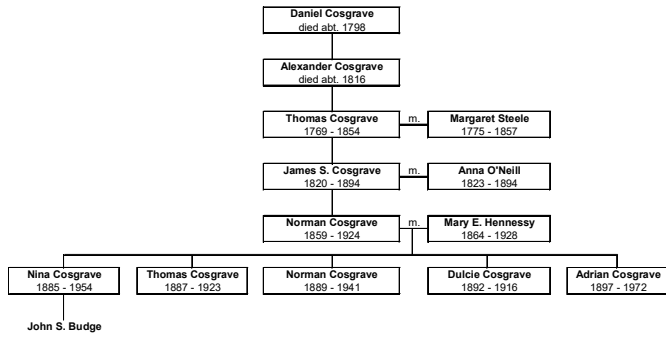 Daniel Cosgrave
died abt. 1798
Alexander Cosgrave
died abt. 1816
Thomas Cosgrave
1769 - 1854
m.
Margaret Steele
1775 - 1857
James S. Cosgrave
1820 - 1894
m.
Anna O'Neill
1823 - 1894
Norman Cosgrave
1859 - 1924
m.
Mary E. Hennessy
1864 - 1928
Nina Cosgrave
1885 - 1954
Thomas Cosgrave
1887 - 1923
Norman Cosgrave
1889 - 1941
Dulcie Cosgrave
1892 - 1916
Adrian Cosgrave
1897 - 1972
John S. Budge